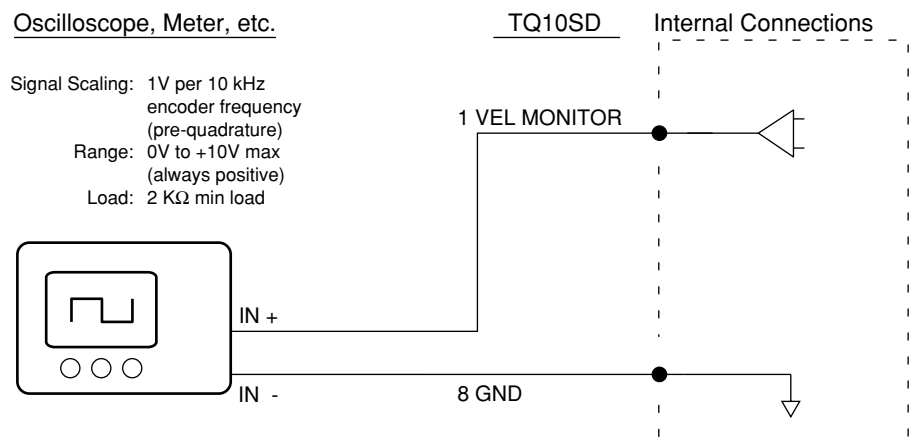 Oscilloscope, Meter, etc.
TQ10SD
Internal Connections
Signal Scaling: 1V per 10 kHz
encoder frequency
(pre-quadrature)
Range: 0V to +10V max
(always positive)
Load: 2 KΩ min load
1 VEL MONITOR
IN +
IN -
8 GND